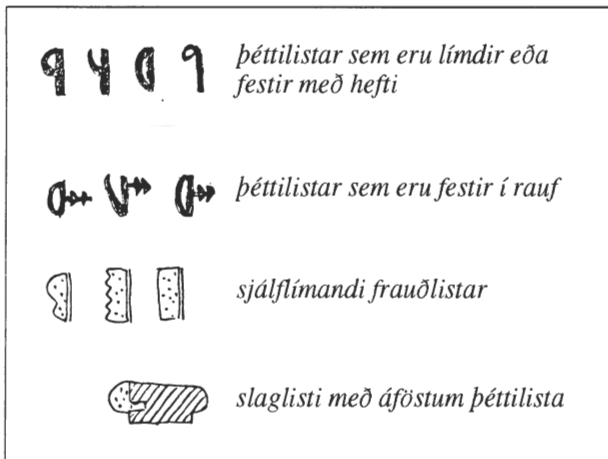 þéttilistar sem eru límdir eða
festir með hefti
þéttilistar sem eru festir í rauf
sjálflímandi frauðlistar
slaglisti með áföstum þéttilista